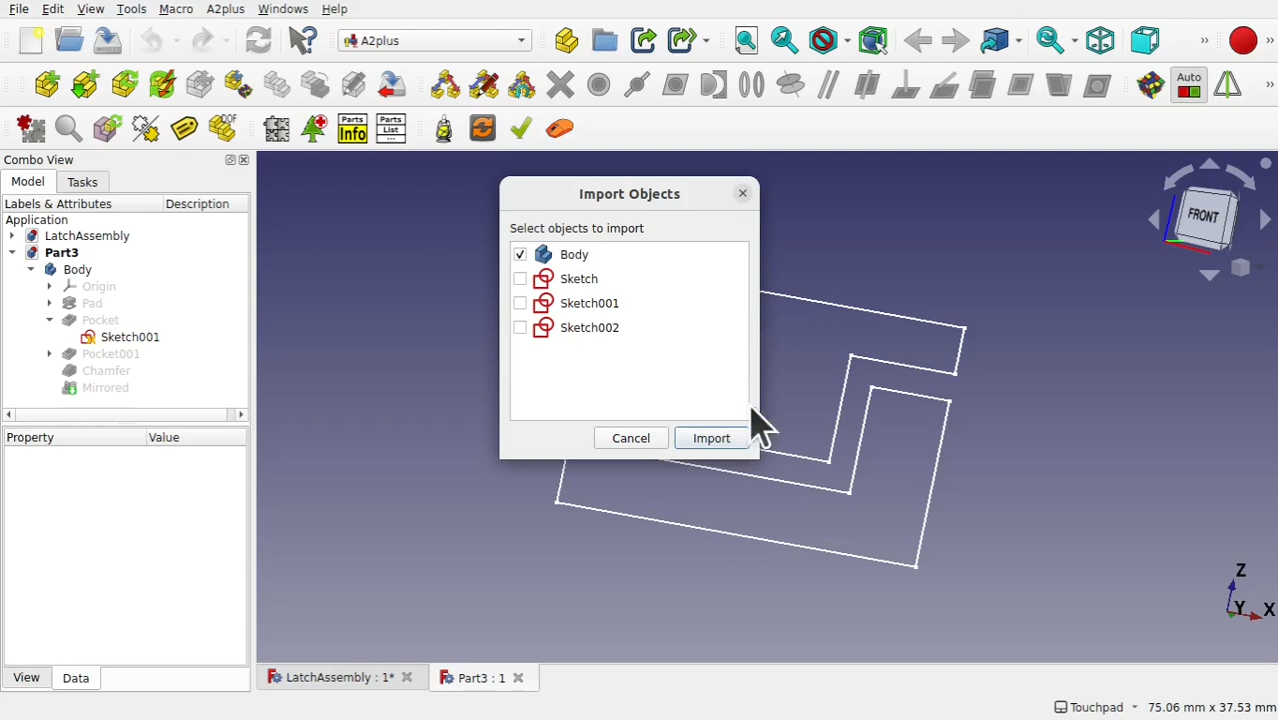 File Edit View Tools Macro A2plus Windows Help
A2plus
Auto
DOF
Parts Info
Parts List ...
Combo View
Model Tasks
Labels & Attributes Description
Application
LatchAssembly
Part3
Body
Origin
Pad
Pocket
Sketch001
Pocket001
Chamfer
Mirrored
Property Value
View Data
Import Objects
Select objects to import
Body
Sketch
Sketch001
Sketch002
Cancel Import
FRONT
Z
Y X
LatchAssembly : 1* Part3 : 1
Touchpad 75.06 mm x 37.53 mm